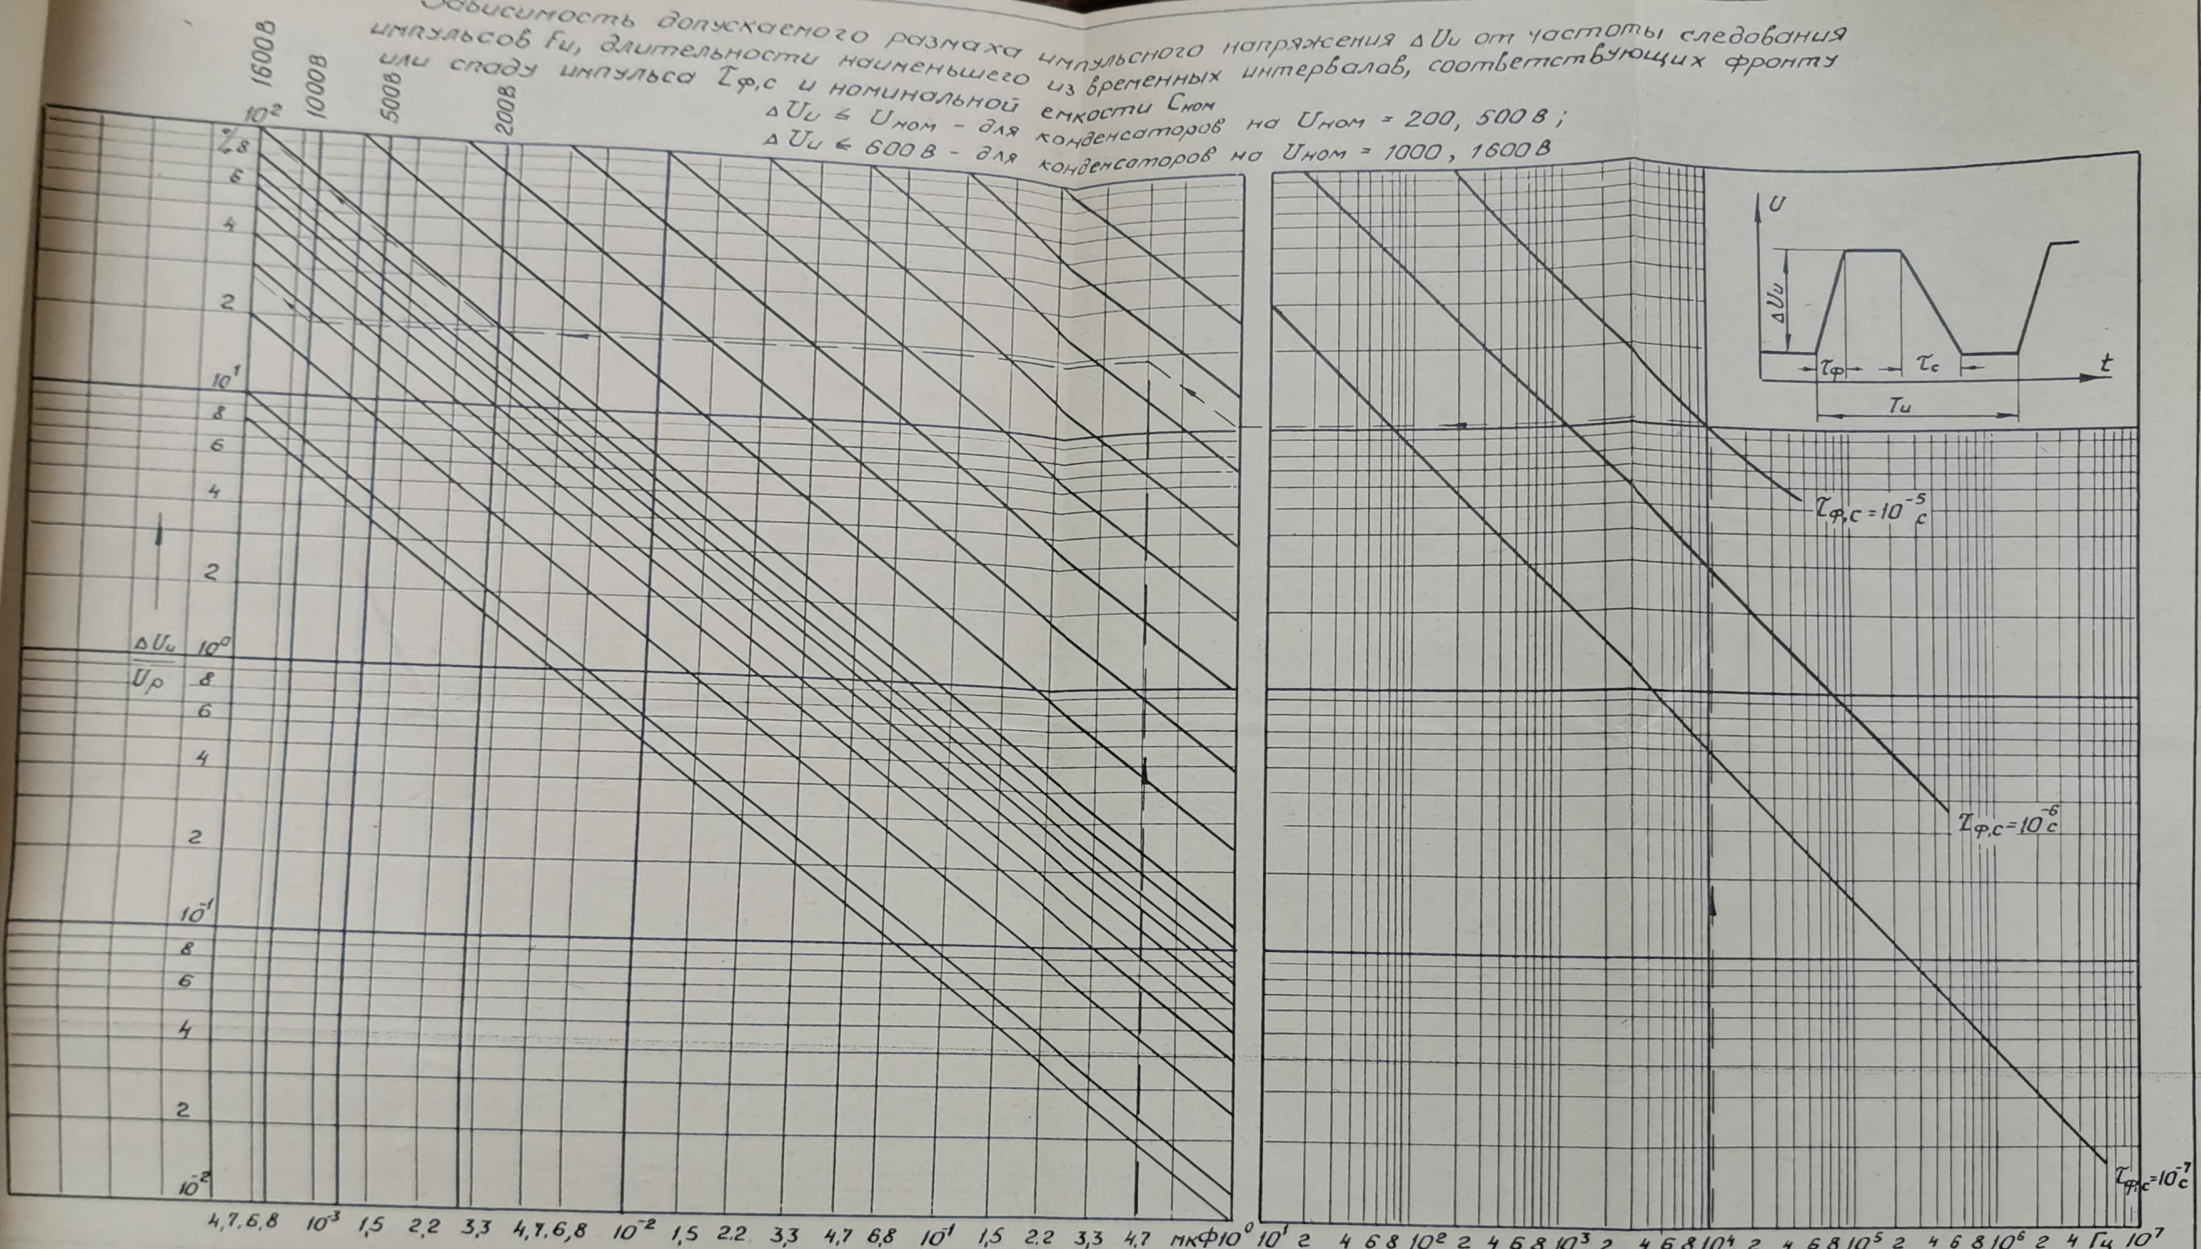 Зависимость допускаемого размаха импульсного напряжения ΔUи от частоты следования
импульсов Fи, длительности наименьшего из временных интервалов, соответствующих фронту
или спаду импульса τф,с и номинальной емкости Сном
ΔUи ≤ Uном - для конденсаторов на Uном = 200, 500 В;
ΔUи ≤ 600 В - для конденсаторов на Uном = 1000, 1600 В
1600В
1000В
500В
200В
10²
%
8
6
4
2
10¹
8
6
4
2
10⁰
8
6
4
2
10⁻¹
8
6
4
2
10⁻²
ΔUи
Uр
U
ΔUи
τф
τс
t
Tи
τф,с=10⁻⁵ с
τф,с=10⁻⁶ с
τф,с=10⁻⁷ с
4,7 6,8 10⁻³ 1,5 2,2 3,3 4,7 6,8 10⁻² 1,5 2.2 3,3 4,7 6,8 10⁻¹ 1,5 2.2 3,3 4,7 мкФ 10⁰
10¹ 2 4 6 8 10² 2 4 6 8 10³ 2 4 6 8 10⁴ 2 4 6 8 10⁵ 2 4 6 8 10⁶ 2 4 Гц 10⁷